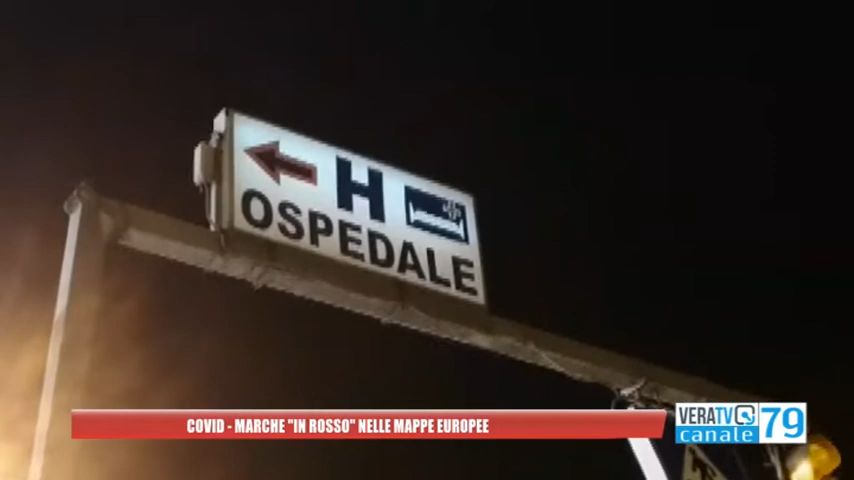 H
OSPEDALE
COVID - MARCHE "IN ROSSO" NELLE MAPPE EUROPEE
VERATV 79
canale